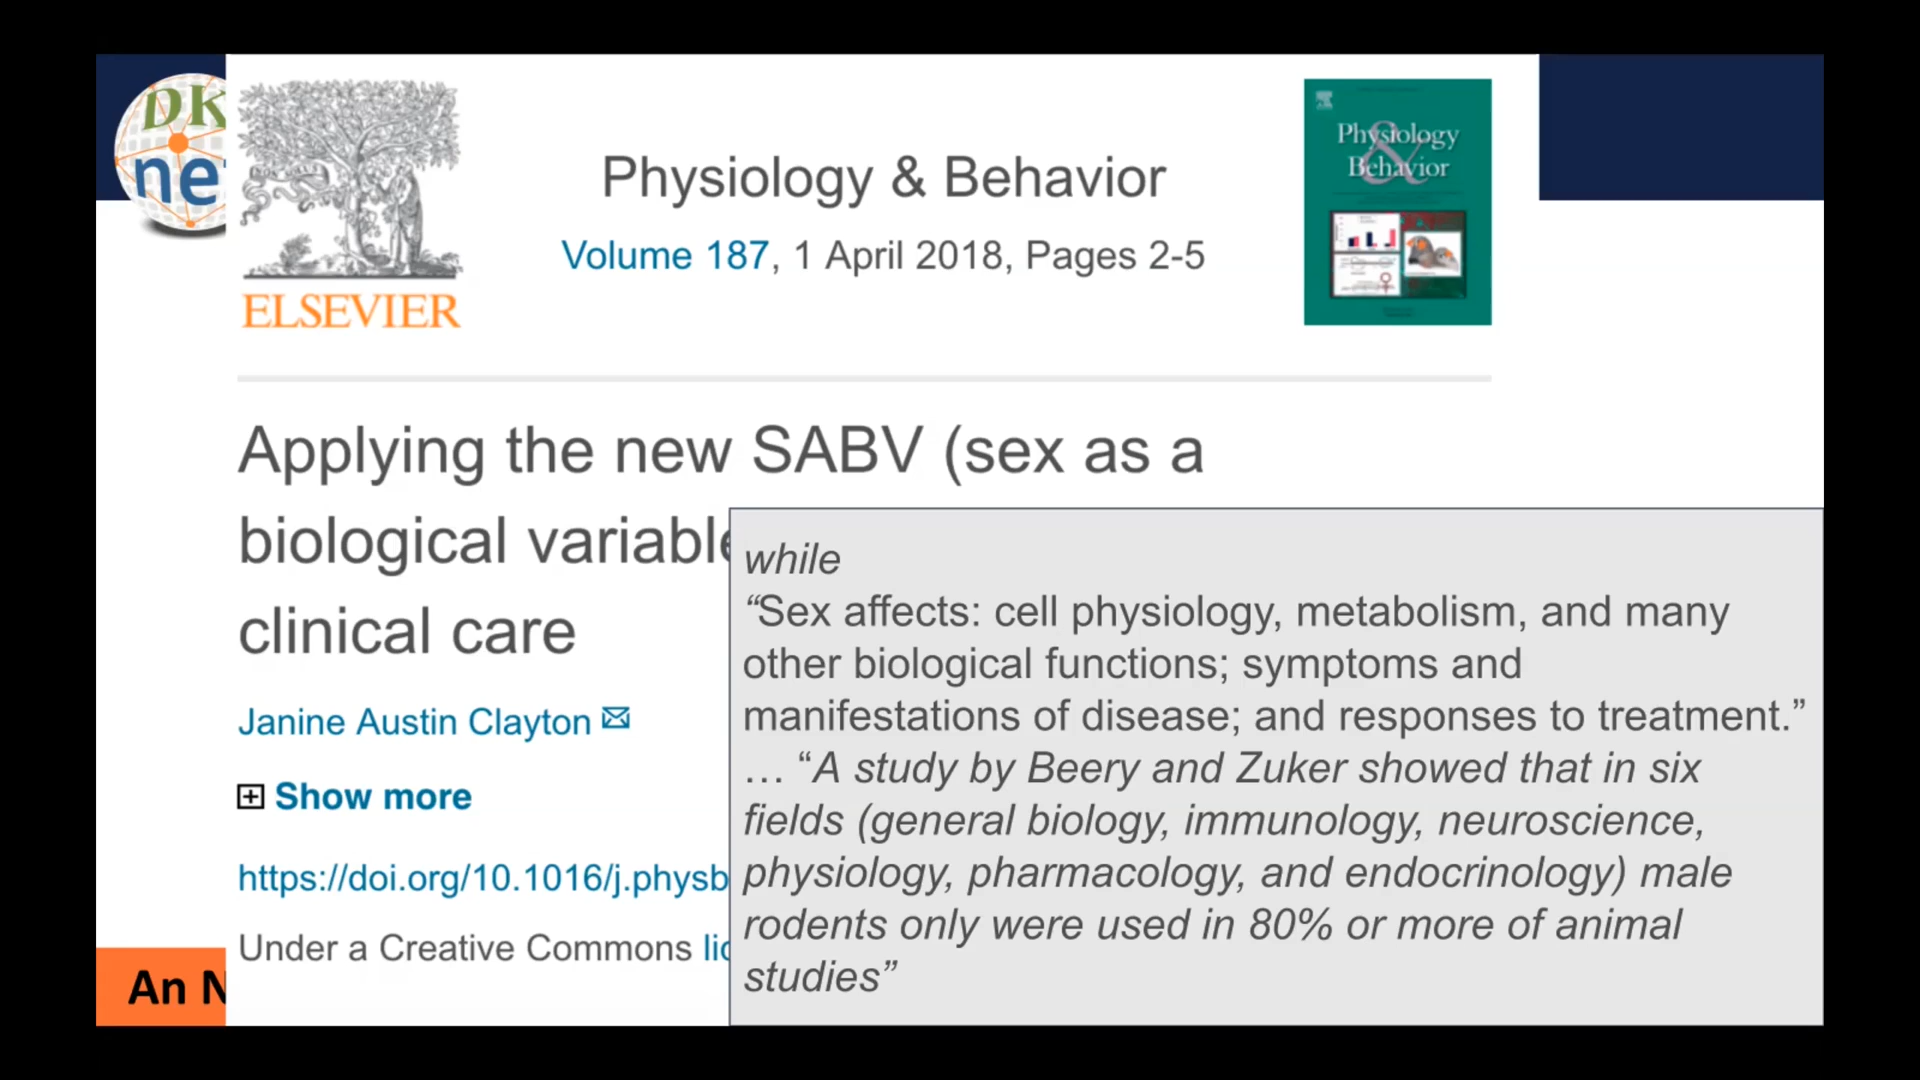 DK
ne
ELSEVIER
Physiology & Behavior
Volume 187, 1 April 2018, Pages 2-5
Physiology
&
Behavior
Applying the new SABV (sex as a
biological variable
clinical care
Janine Austin Clayton
Show more
https://doi.org/10.1016/j.physb
Under a Creative Commons lic
An N
while
“Sex affects: cell physiology, metabolism, and many
other biological functions; symptoms and
manifestations of disease; and responses to treatment.”
… “A study by Beery and Zuker showed that in six
fields (general biology, immunology, neuroscience,
physiology, pharmacology, and endocrinology) male
rodents only were used in 80% or more of animal
studies”